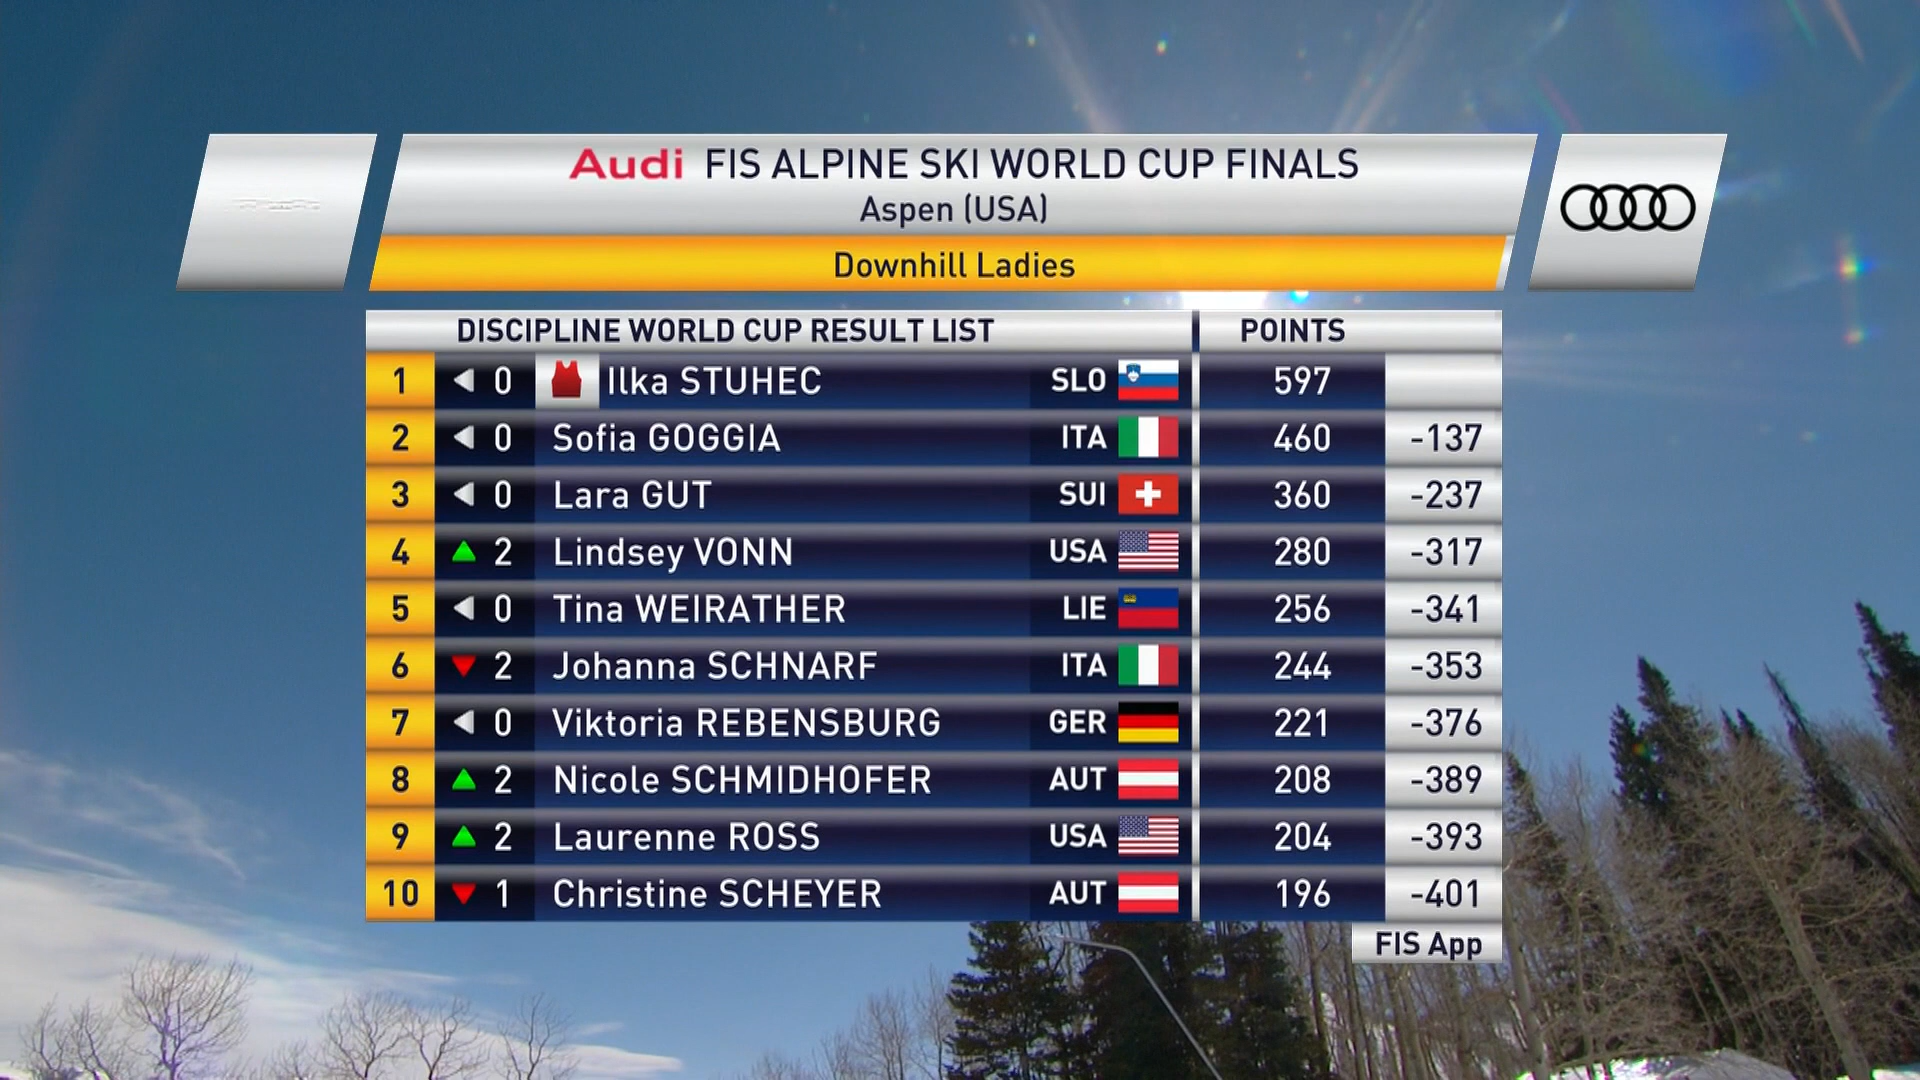 Audi FIS ALPINE SKI WORLD CUP FINALS
Aspen (USA)
Downhill Ladies
DISCIPLINE WORLD CUP RESULT LIST POINTS
1 0 Ilka STUHEC SLO 597
2 0 Sofia GOGGIA ITA 460 -137
3 0 Lara GUT SUI 360 -237
4 2 Lindsey VONN USA 280 -317
5 0 Tina WEIRATHER LIE 256 -341
6 2 Johanna SCHNARF ITA 244 -353
7 0 Viktoria REBENSBURG GER 221 -376
8 2 Nicole SCHMIDHOFER AUT 208 -389
9 2 Laurenne ROSS USA 204 -393
10 1 Christine SCHEYER AUT 196 -401
FIS App